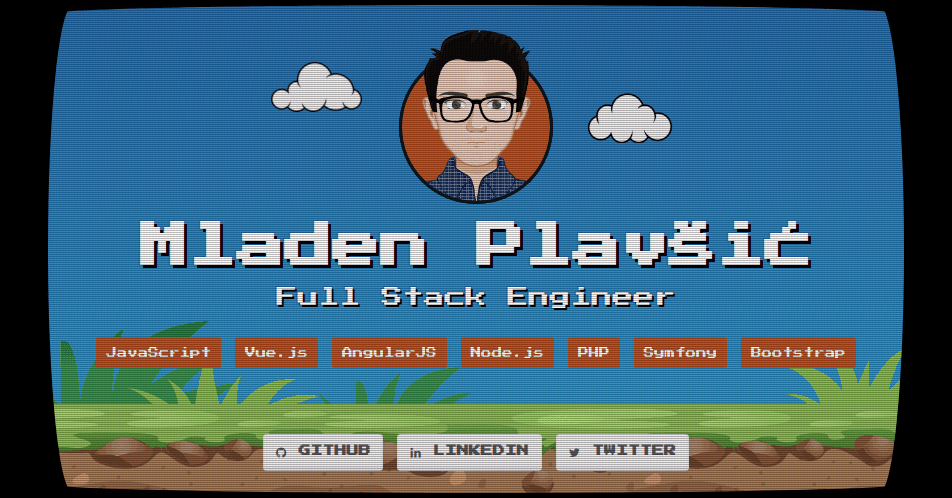 Mladen Plavšić
Full Stack Engineer
JavaScript Vue.js AngularJS Node.js PHP Symfony Bootstrap
in GITHUB LINKEDIN TWITTER